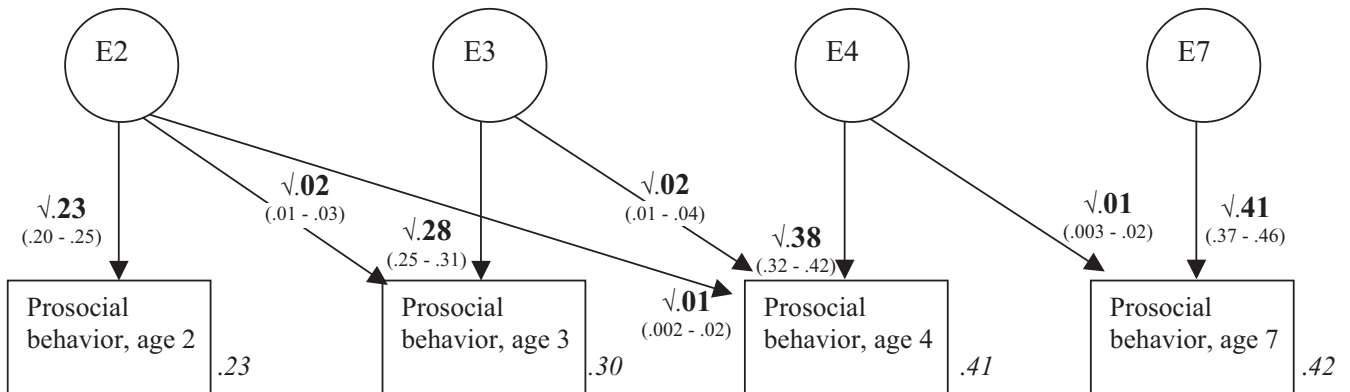 E2
E3
E4
E7
√.23
(.20 - .25)
√.02
(.01 - .03)
√.28
(.25 - .31)
√.02
(.01 - .04)
√.38
(.32 - .42)
√.01
(.002 - .02)
√.01
(.003 - .02)
√.41
(.37 - .46)
Prosocial
behavior, age 2
.23
Prosocial
behavior, age 3
.30
Prosocial
behavior, age 4
.41
Prosocial
behavior, age 7
.42